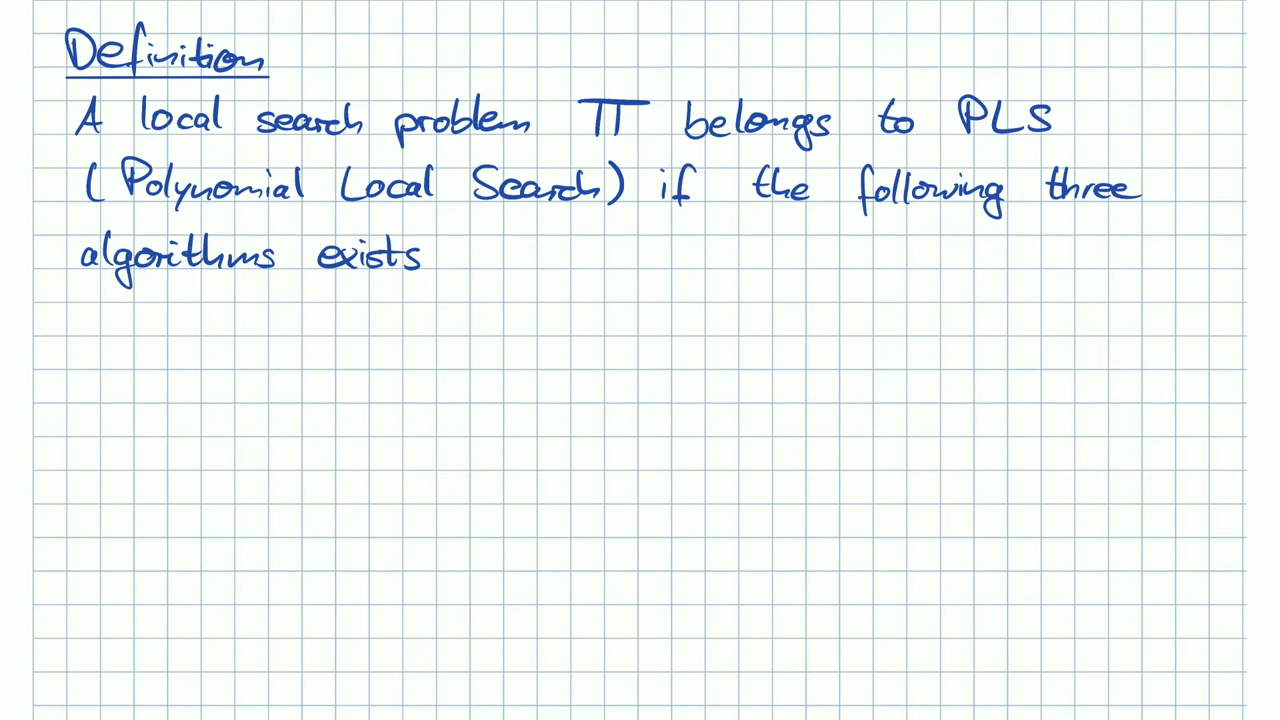 Definition
A local search problem Π belongs to PLS
(Polynomial Local Search) if the following three
algorithms exists